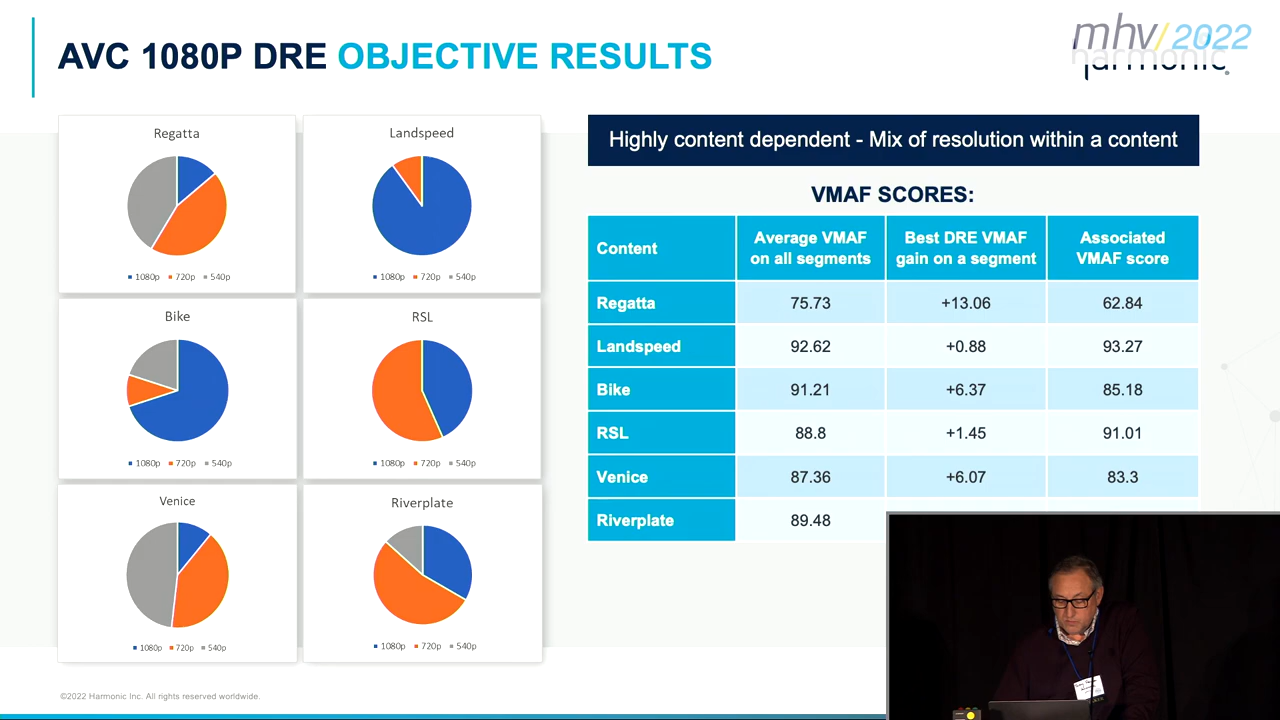 AVC 1080P DRE OBJECTIVE RESULTS
mhv/2022
harmonic
Regatta
1080p 720p 540p
Landspeed
1080p 720p 540p
Bike
1080p 720p 540p
RSL
1080p 720p 540p
Venice
1080p 720p 540p
Riverplate
1080p 720p 540p
Highly content dependent - Mix of resolution within a content
VMAF SCORES:
Content
Average VMAF
on all segments
Best DRE VMAF
gain on a segment
Associated
VMAF score
Regatta 75.73 +13.06 62.84
Landspeed 92.62 +0.88 93.27
Bike 91.21 +6.37 85.18
RSL 88.8 +1.45 91.01
Venice 87.36 +6.07 83.3
Riverplate 89.48
©2022 Harmonic Inc. All rights reserved worldwide.